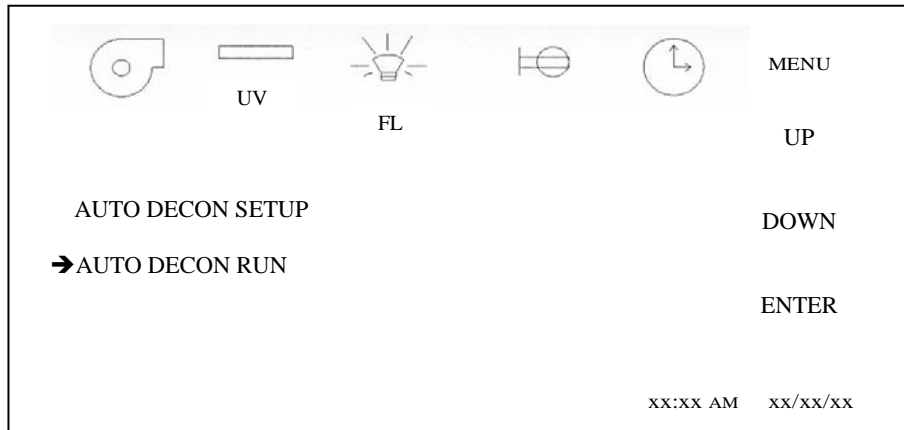 MENU
UV
FL
UP
AUTO DECON SETUP
DOWN
➔AUTO DECON RUN
ENTER
xx:xx AM xx/xx/xx